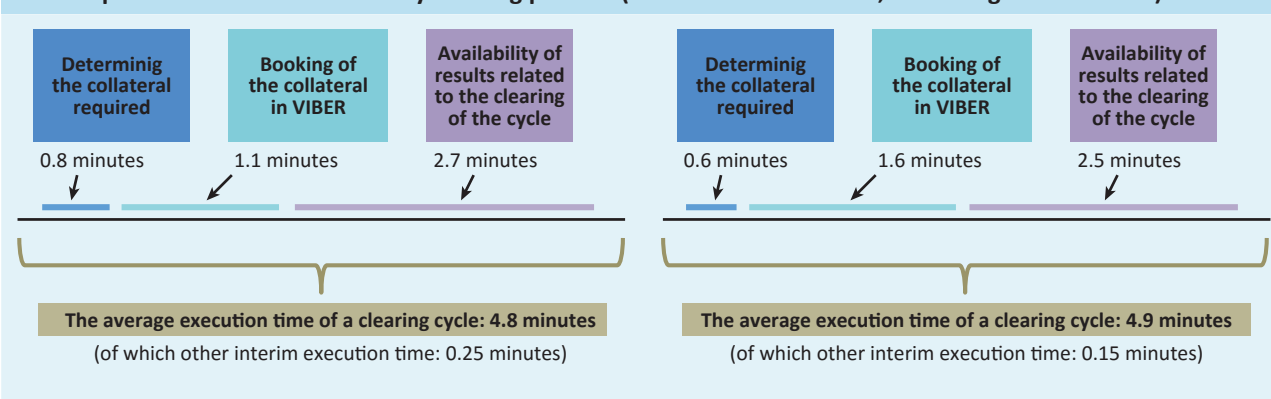 Determinig
the collateral
required
Booking of
the collateral
in VIBER
Availability of
results related
to the clearing
of the cycle
0.8 minutes
1.1 minutes
2.7 minutes
The average execution time of a clearing cycle: 4.8 minutes
(of which other interim execution time: 0.25 minutes)
Determinig
the collateral
required
Booking of
the collateral
in VIBER
Availability of
results related
to the clearing
of the cycle
0.6 minutes
1.6 minutes
2.5 minutes
The average execution time of a clearing cycle: 4.9 minutes
(of which other interim execution time: 0.15 minutes)